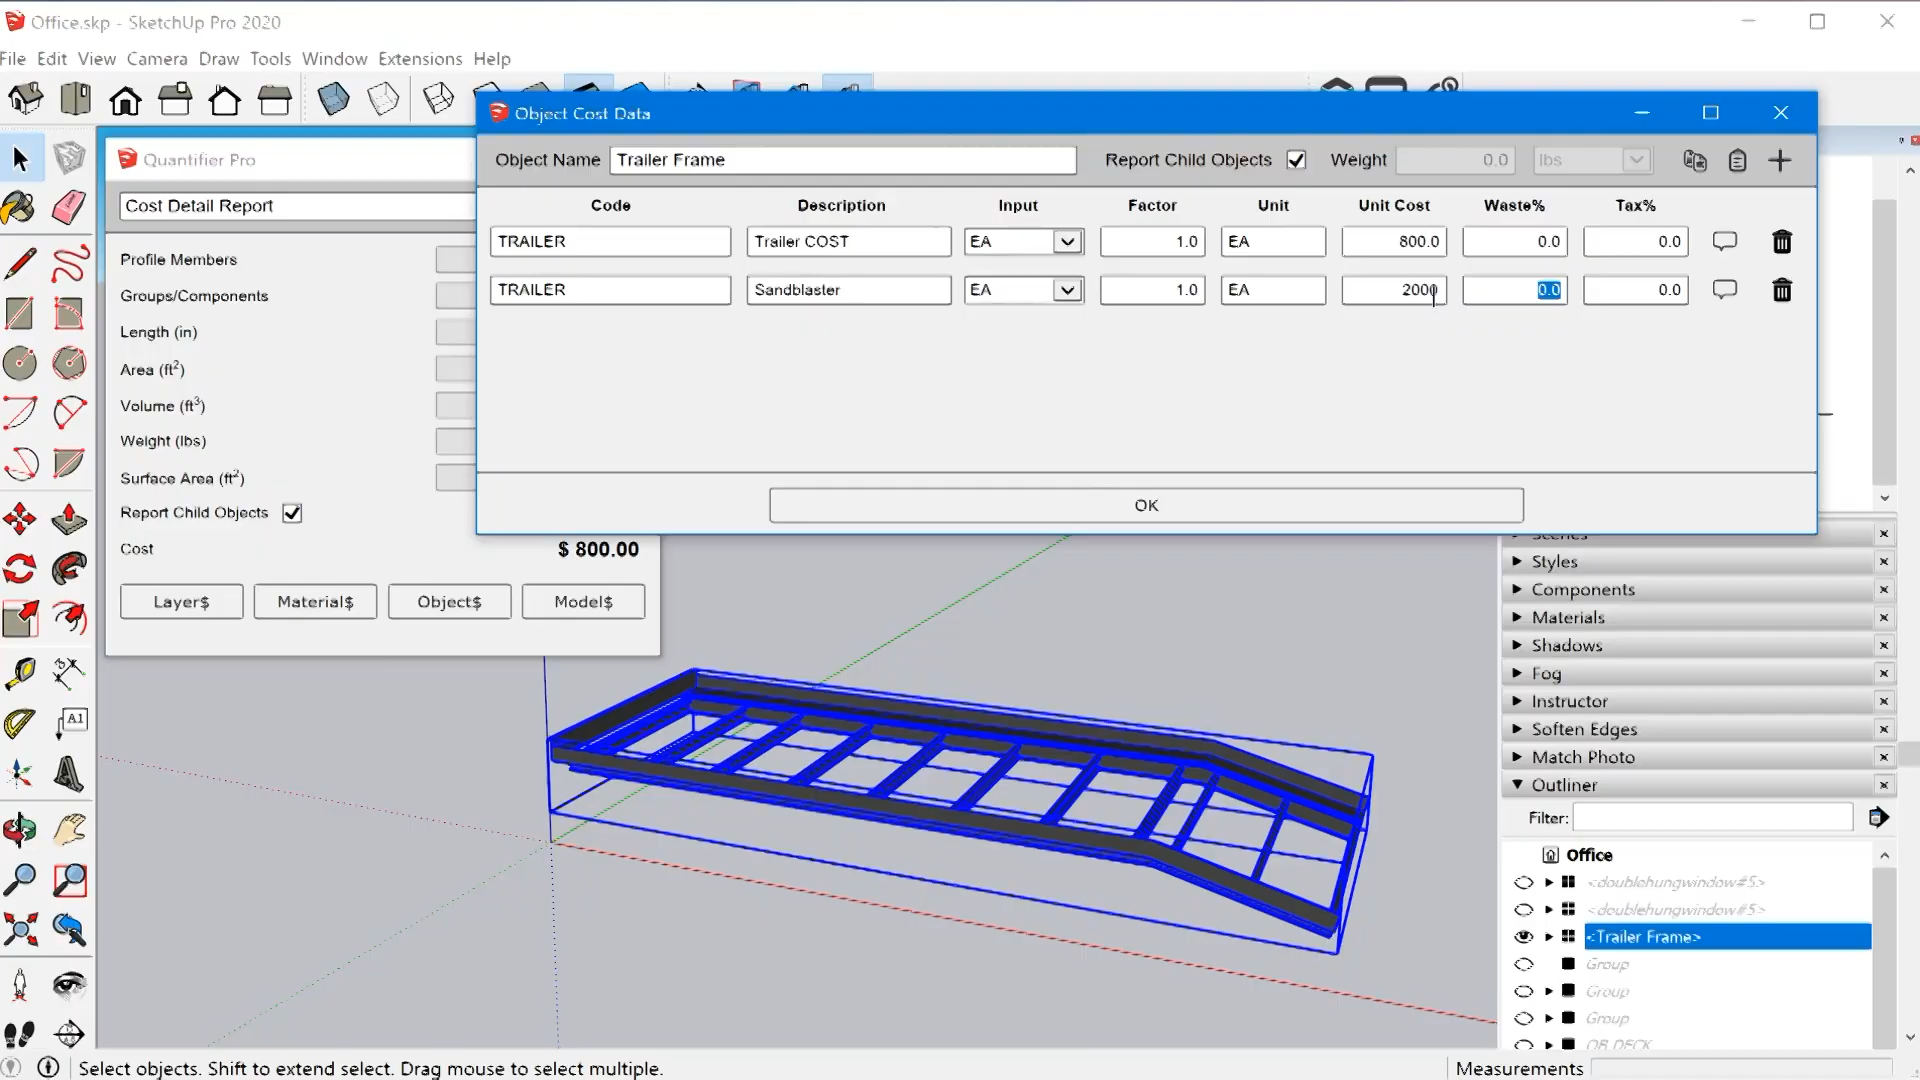 Office.skp - SketchUp Pro 2020
File Edit View Camera Draw Tools Window Extensions Help
Object Cost Data
Quantifier Pro
Object Name Trailer Frame Report Child Objects Weight 0.0 lbs
Cost Detail Report
Code Description Input Factor Unit Unit Cost Waste% Tax%
TRAILER Trailer COST EA 1.0 EA 800.0 0.0 0.0
TRAILER Sandblaster EA 1.0 EA 2000 0.0 0.0
OK
Profile Members
Groups/Components
Length (in)
Area (ft²)
Volume (ft³)
Weight (lbs)
Surface Area (ft²)
Report Child Objects
Cost $ 800.00
Layer$ Material$ Object$ Model$
A1
Scenes
Styles
Components
Materials
Shadows
Fog
Instructor
Soften Edges
Match Photo
Outliner
Filter:
Office
<doublehungwindow#5>
<doublehungwindow#5>
<Trailer Frame>
Group
Group
Group
Select objects. Shift to extend select. Drag mouse to select multiple.
Measurements